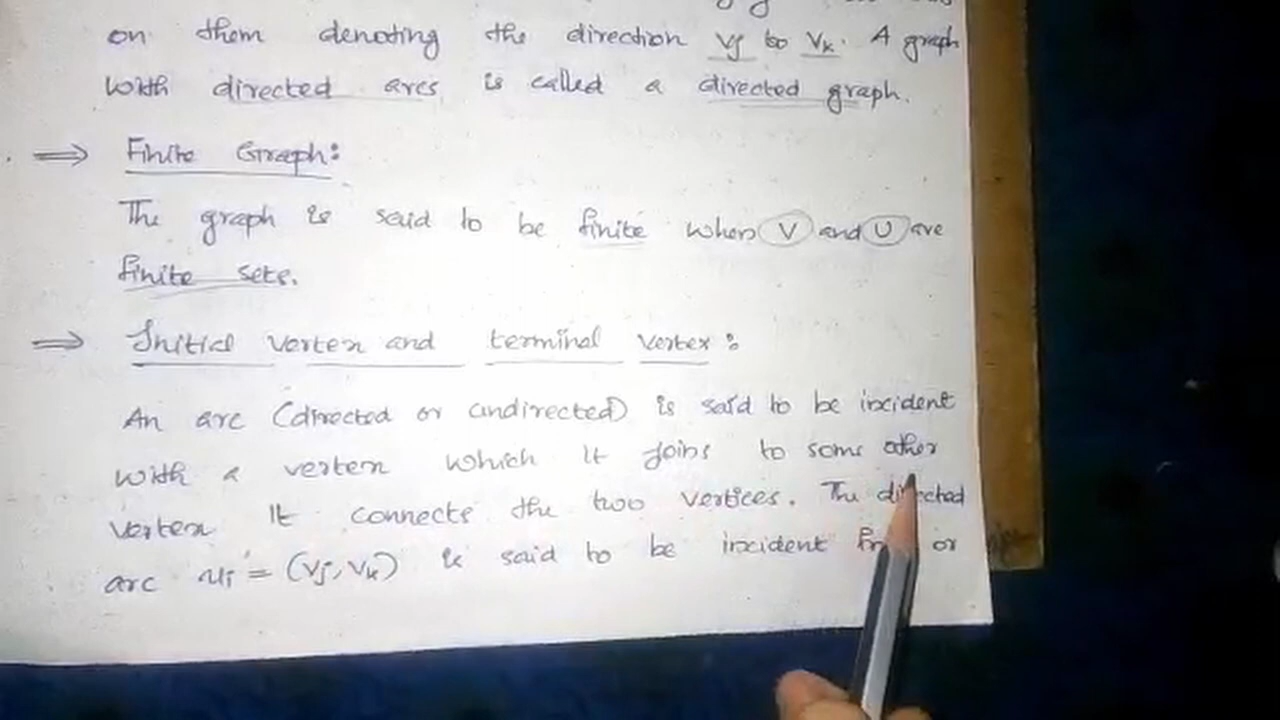 on them denoting the direction vj to vk. A graph
with directed arcs is called a directed graph.
⇒ Finite Graph:
The graph is said to be finite when V and U are
finite sets.
⇒ Initial vertex and terminal vertex:
An arc (directed or undirected) is said to be incident
with a vertex which it joins to some other
vertex It connects the two vertices. The directed
arc ui = (vj, vk) is said to be incident or